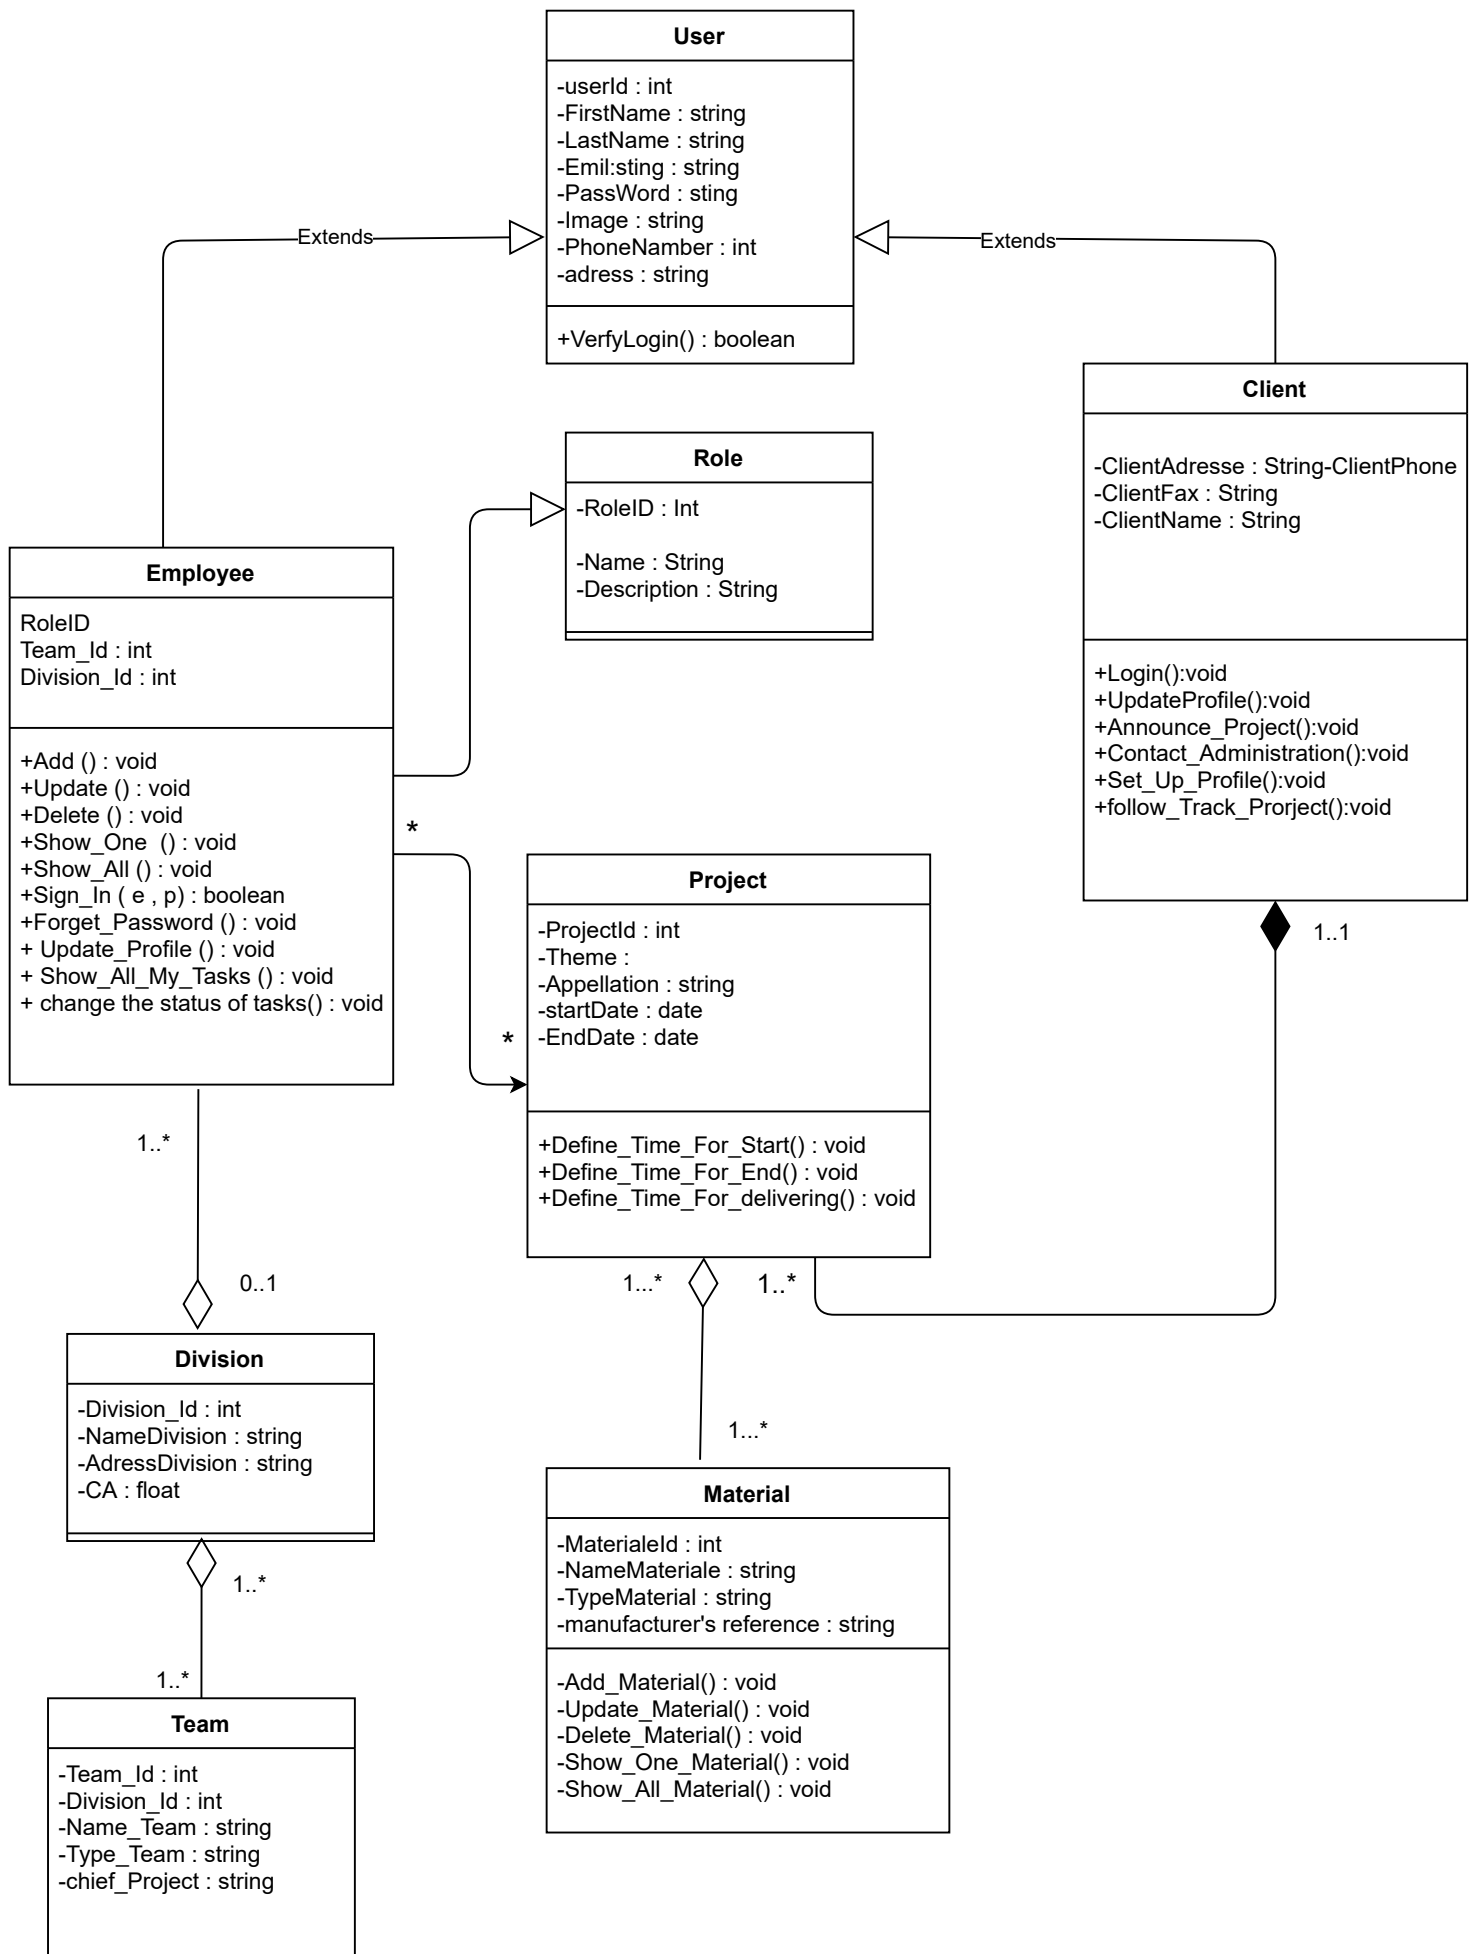 User
-userId : int
-FirstName : string
-LastName : string
-Emil:sting : string
-PassWord : sting
-Image : string
-PhoneNamber : int
-adress : string
+VerfyLogin() : boolean
Extends
Extends
Client
-ClientAdresse : String-ClientPhone
-ClientFax : String
-ClientName : String
+Login():void
+UpdateProfile():void
+Announce_Project():void
+Contact_Administration():void
+Set_Up_Profile():void
+follow_Track_Prorject():void
1..1
Role
-RoleID : Int
-Name : String
-Description : String
Employee
RoleID
Team_Id : int
Division_Id : int
+Add () : void
+Update () : void
+Delete () : void
+Show_One  () : void
+Show_All () : void
+Sign_In ( e , p) : boolean
+Forget_Password () : void
+ Update_Profile () : void
+ Show_All_My_Tasks () : void
+ change the status of tasks() : void
*
*
Project
-ProjectId : int
-Theme :
-Appellation : string
-startDate : date
-EndDate : date
+Define_Time_For_Start() : void
+Define_Time_For_End() : void
+Define_Time_For_delivering() : void
1..*
0..1
1...*
1..*
1...*
Division
-Division_Id : int
-NameDivision : string
-AdressDivision : string
-CA : float
1..*
1..*
Material
-MaterialeId : int
-NameMateriale : string
-TypeMaterial : string
-manufacturer's reference : string
-Add_Material() : void
-Update_Material() : void
-Delete_Material() : void
-Show_One_Material() : void
-Show_All_Material() : void
Team
-Team_Id : int
-Division_Id : int
-Name_Team : string
-Type_Team : string
-chief_Project : string